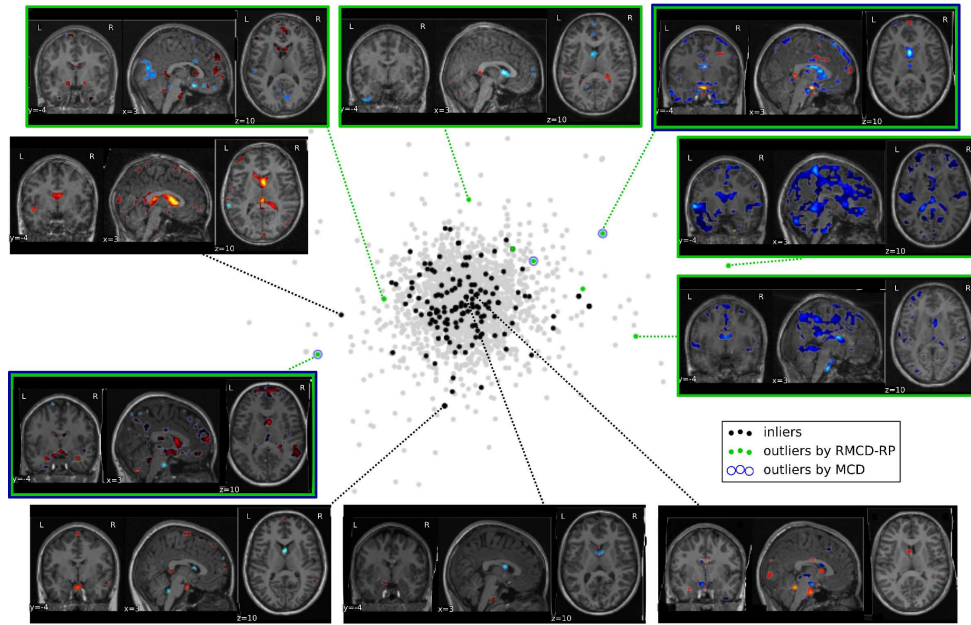 L R
y=-4 x=3 z=10
L R
y=-4 x=3 z=10
L R
y=-4 x=3 z=10
L R
y=-4 x=3 z=10
L R
y=-4 x=3 z=10
L R
y=-4 x=3 z=10
L R
y=-4 x=3 z=10
inliers
outliers by RMCD-RP
outliers by MCD
L R
y=-4 x=3 z=10
L R
y=-4 x=3 z=10
L R
y=-4 x=3 z=10